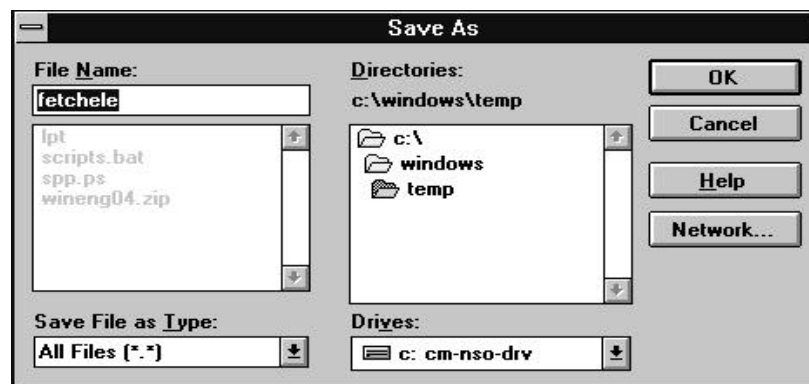 Save As
File Name:
fetchele
lpt
scripts.bat
spp.ps
wineng04.zip
Save File as Type:
All Files (*.*)
Directories:
c:\windows\temp
c:\
windows
temp
Drives:
c: cm-nso-drv
OK
Cancel
Help
Network...